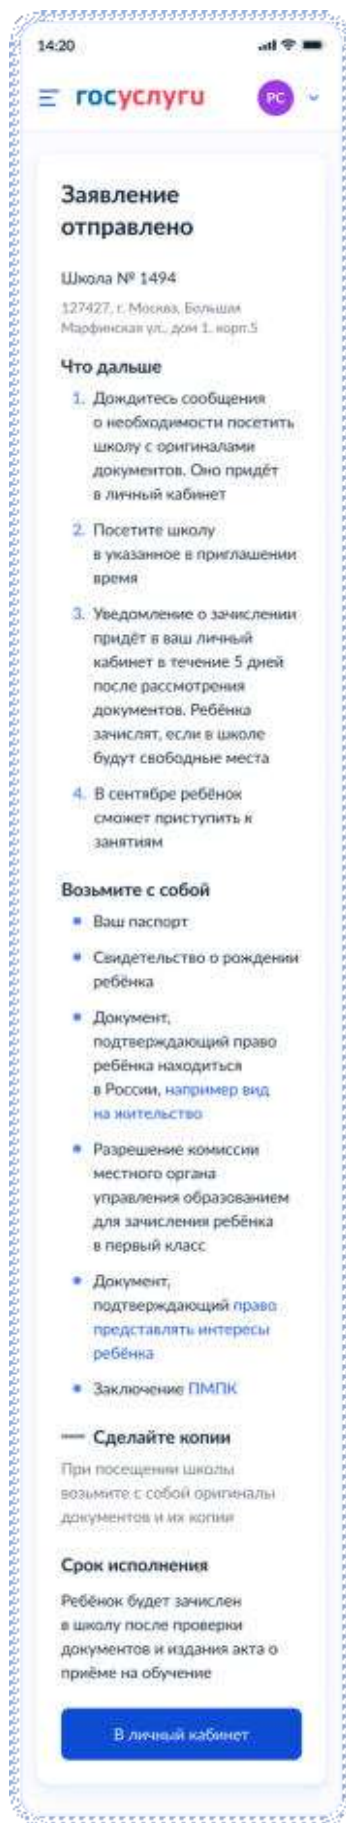 14:20
госуслуги
РС
Заявление
отправлено
Школа № 1494
127427, г. Москва, Большая
Марфинская ул., дом 1, корп.5
Что дальше
1. Дождитесь сообщения
о необходимости посетить
школу с оригиналами
документов. Оно придёт
в личный кабинет
2. Посетите школу
в указанное в приглашении
время
3. Уведомление о зачислении
придёт в ваш личный
кабинет в течение 5 дней
после рассмотрения
документов. Ребёнка
зачислят, если в школе
будут свободные места
4. В сентябре ребёнок
сможет приступить к
занятиям
Возьмите с собой
Ваш паспорт
Свидетельство о рождении
ребёнка
Документ,
подтверждающий право
ребёнка находиться
в России, например вид
на жительство
Разрешение комиссии
местного органа
управления образованием
для зачисления ребёнка
в первый класс
Документ,
подтверждающий право
представлять интересы
ребёнка
Заключение ПМПК
— Сделайте копии
При посещении школы
возьмите с собой оригиналы
документов и их копии
Срок исполнения
Ребёнок будет зачислен
в школу после проверки
документов и издания акта о
приёме на обучение
В личный кабинет